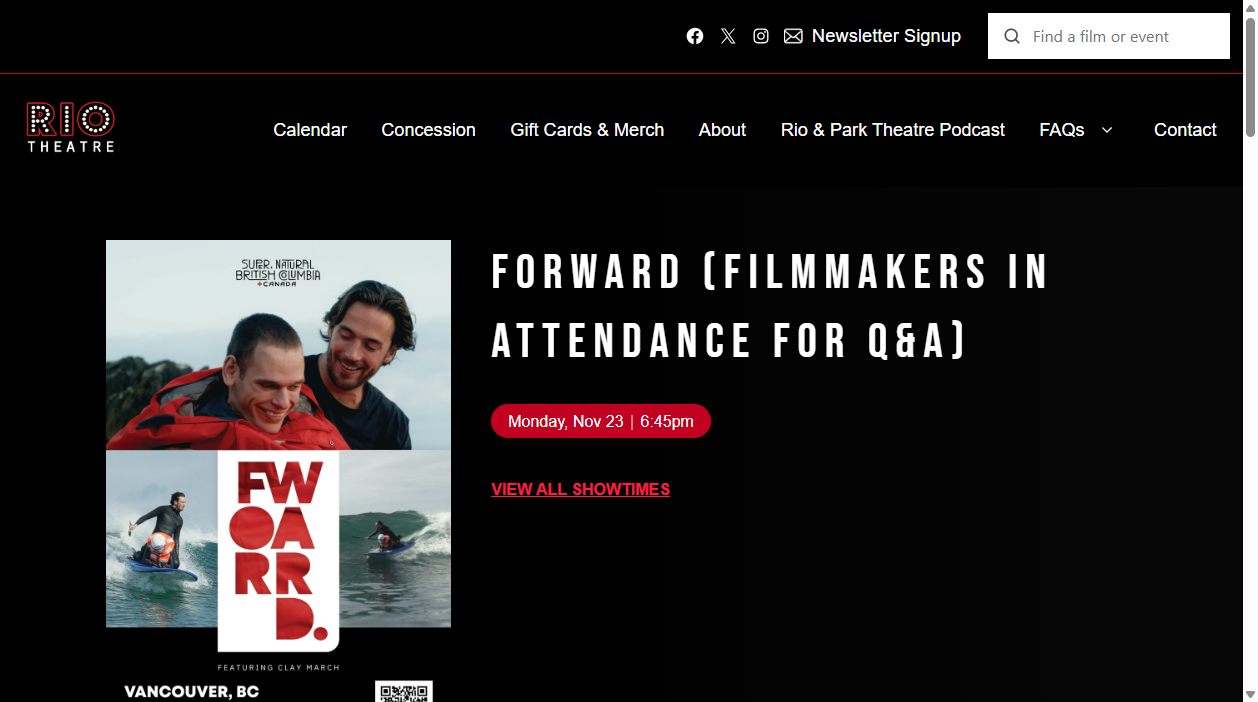 Newsletter Signup
Find a film or event
RIO
THEATRE
Calendar
Concession
Gift Cards & Merch
About
Rio & Park Theatre Podcast
FAQs
Contact
SUPER, NATURAL
BRITISH COLUMBIA
CANADA
FW
OA
RR
D.
FEATURING CLAY MARCH
VANCOUVER, BC
FORWARD (FILMMAKERS IN
ATTENDANCE FOR Q&A)
Monday, Nov 23 | 6:45pm
VIEW ALL SHOWTIMES